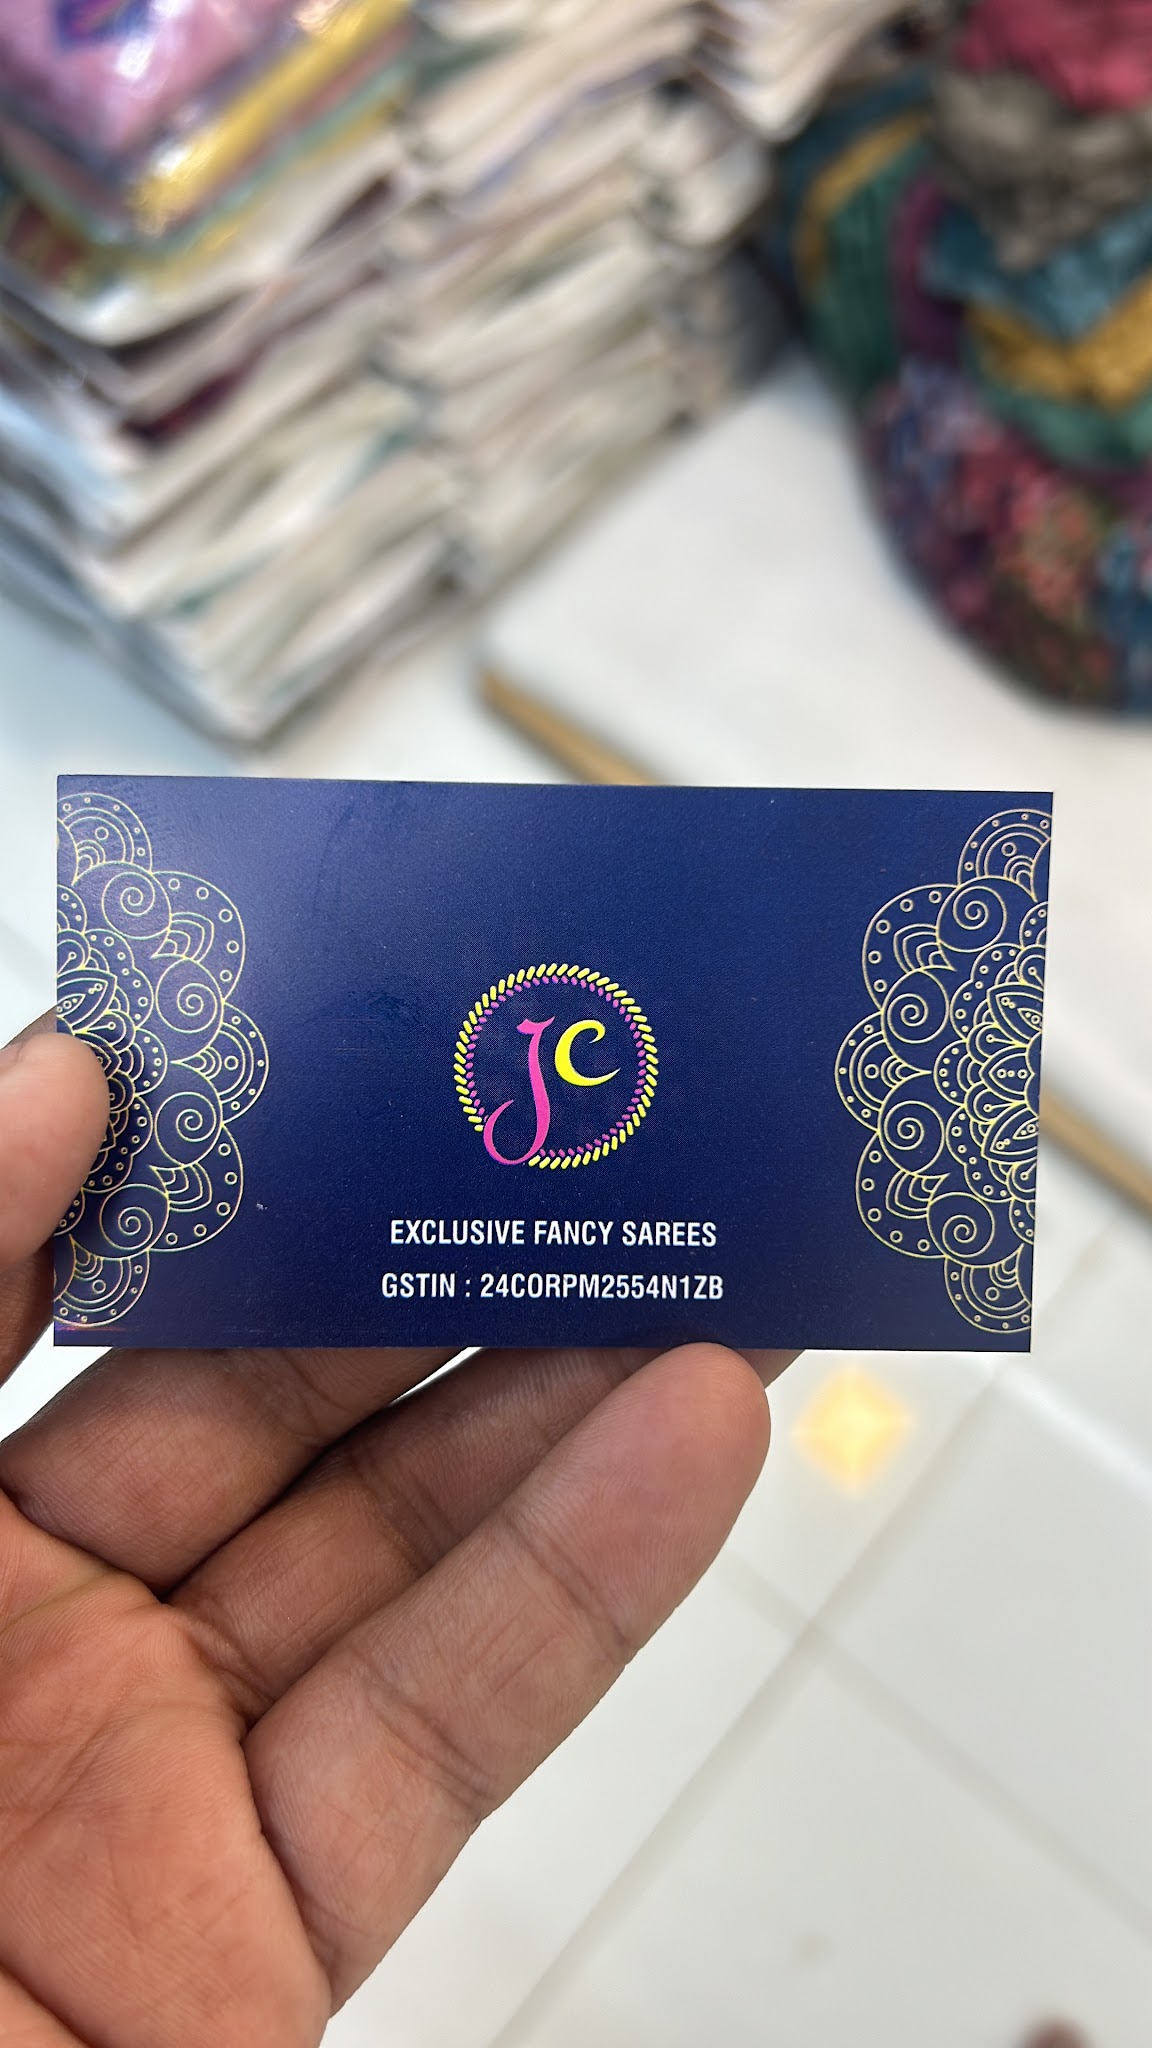 JC
EXCLUSIVE FANCY SAREES
GSTIN : 24CORPM2554N1ZB